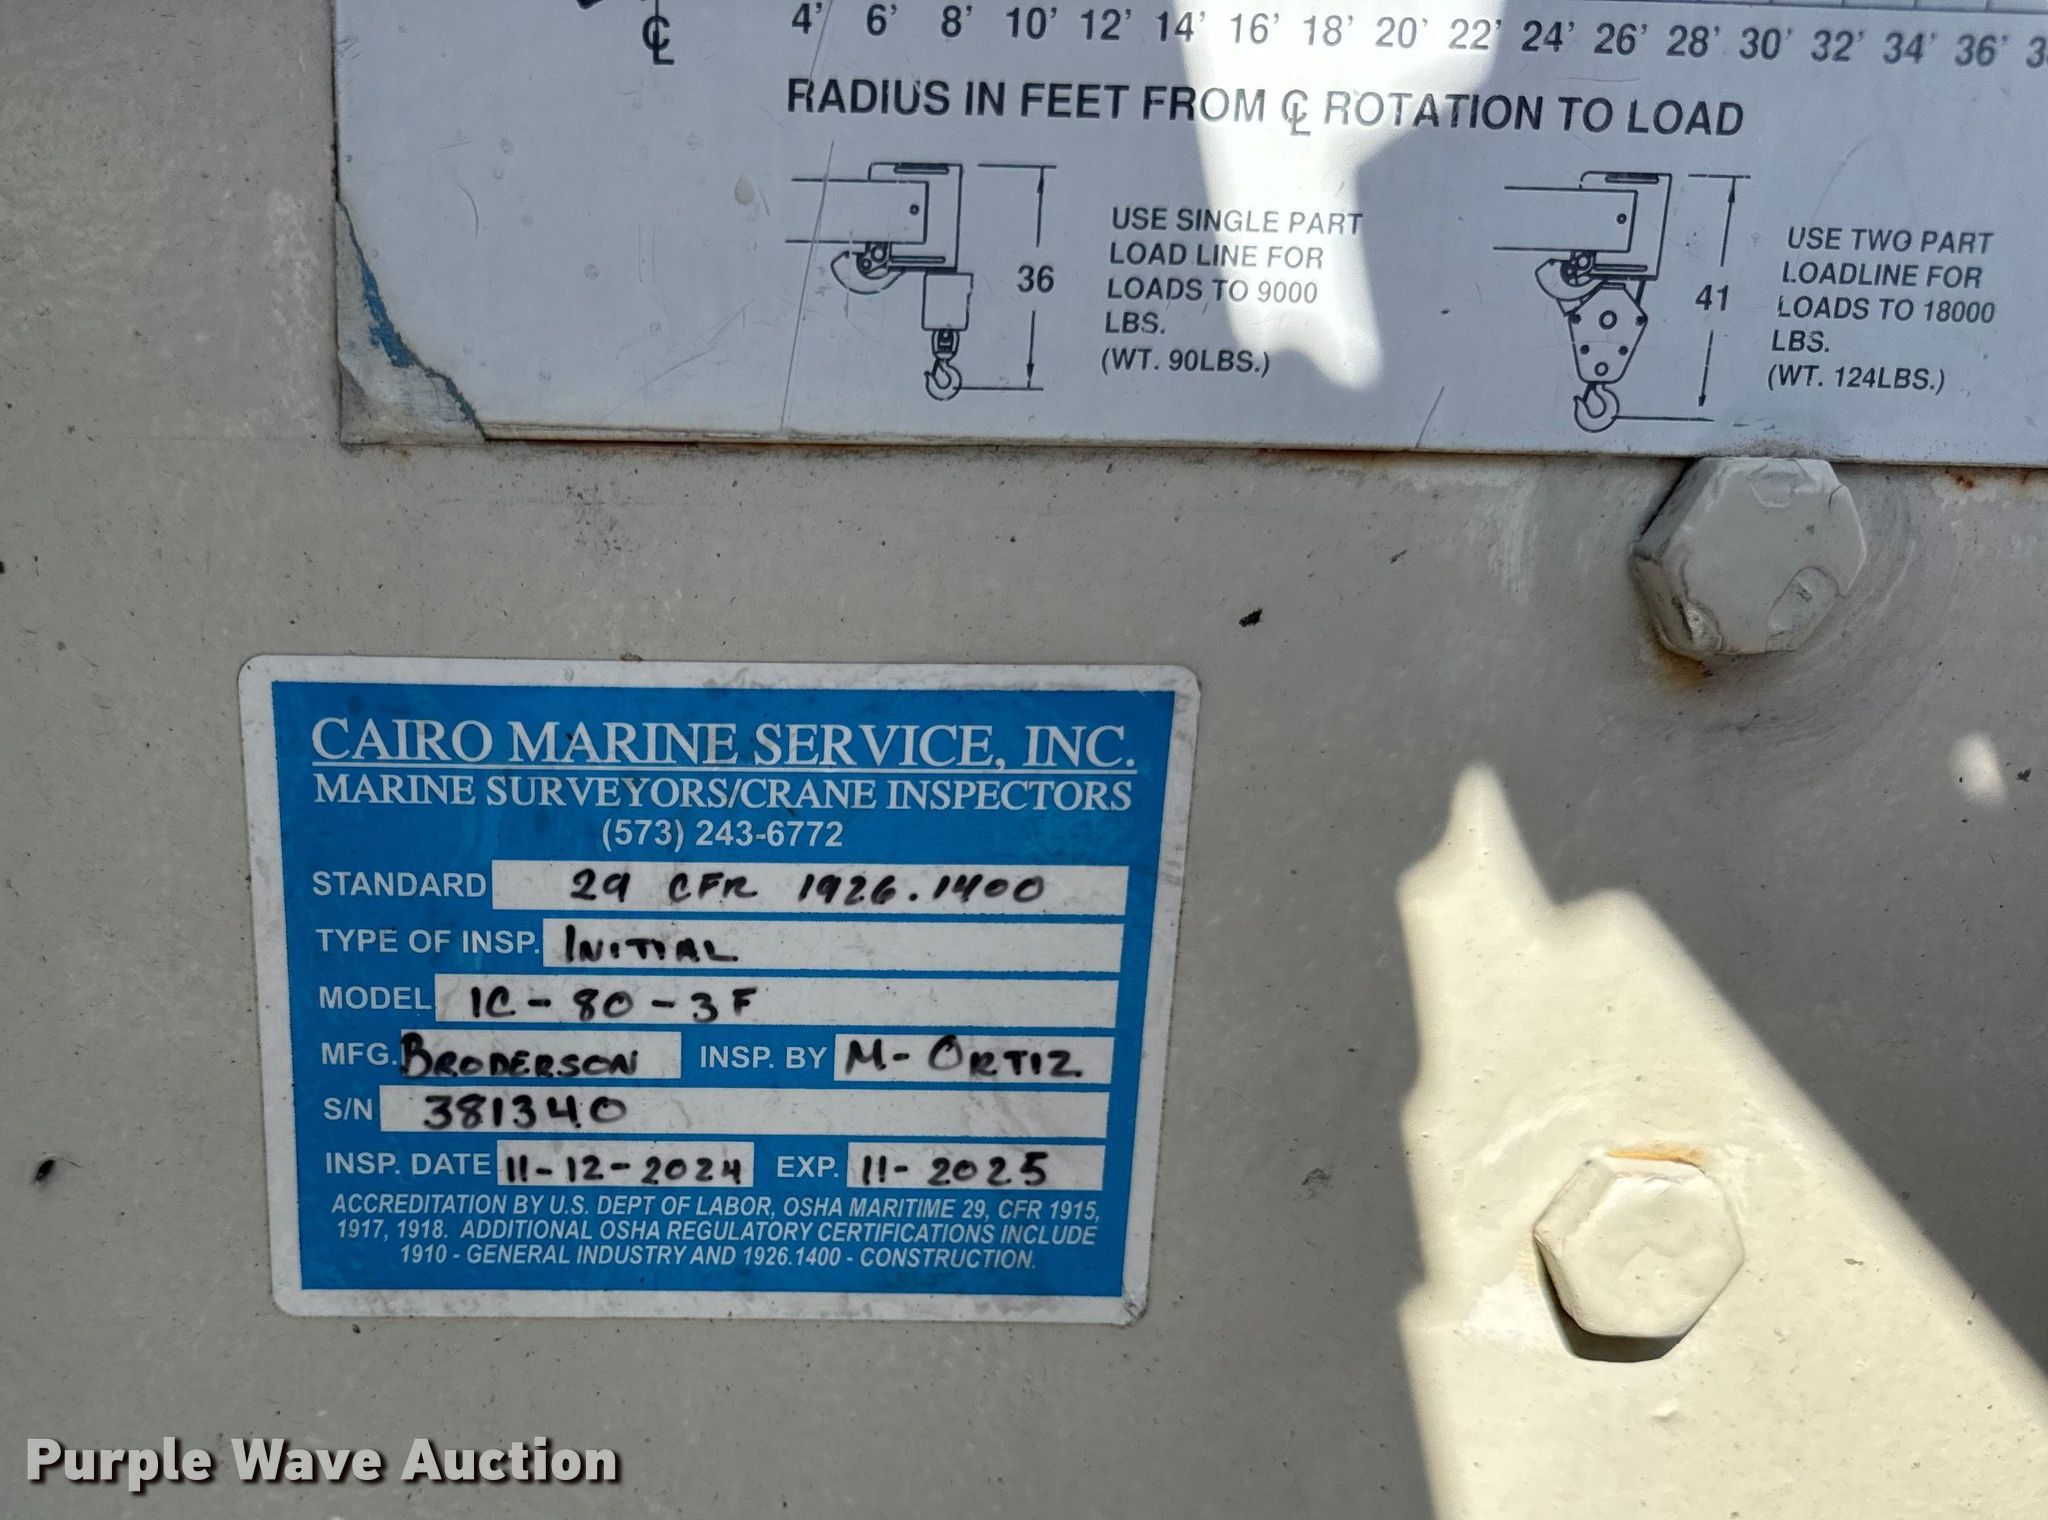 4' 6' 8' 10' 12' 14' 16' 18' 20' 22' 24' 26' 28' 30' 32' 34' 36'
RADIUS IN FEET FROM ℄ ROTATION TO LOAD
℄
36
USE SINGLE PART
LOAD LINE FOR
LOADS TO 9000
LBS.
(WT. 90LBS.)
41
USE TWO PART
LOADLINE FOR
LOADS TO 18000
LBS.
(WT. 124LBS.)
CAIRO MARINE SERVICE, INC.
MARINE SURVEYORS/CRANE INSPECTORS
(573) 243-6772
STANDARD 29 CFR 1926.1400
TYPE OF INSP. INITIAL
MODEL IC-80-3F
MFG. BRODERSON INSP. BY M-ORTIZ
S/N 381340
INSP. DATE 11-12-2024 EXP. 11-2025
ACCREDITATION BY U.S. DEPT OF LABOR, OSHA MARITIME 29, CFR 1915,
1917, 1918. ADDITIONAL OSHA REGULATORY CERTIFICATIONS INCLUDE
1910 - GENERAL INDUSTRY AND 1926.1400 - CONSTRUCTION.
Purple Wave Auction